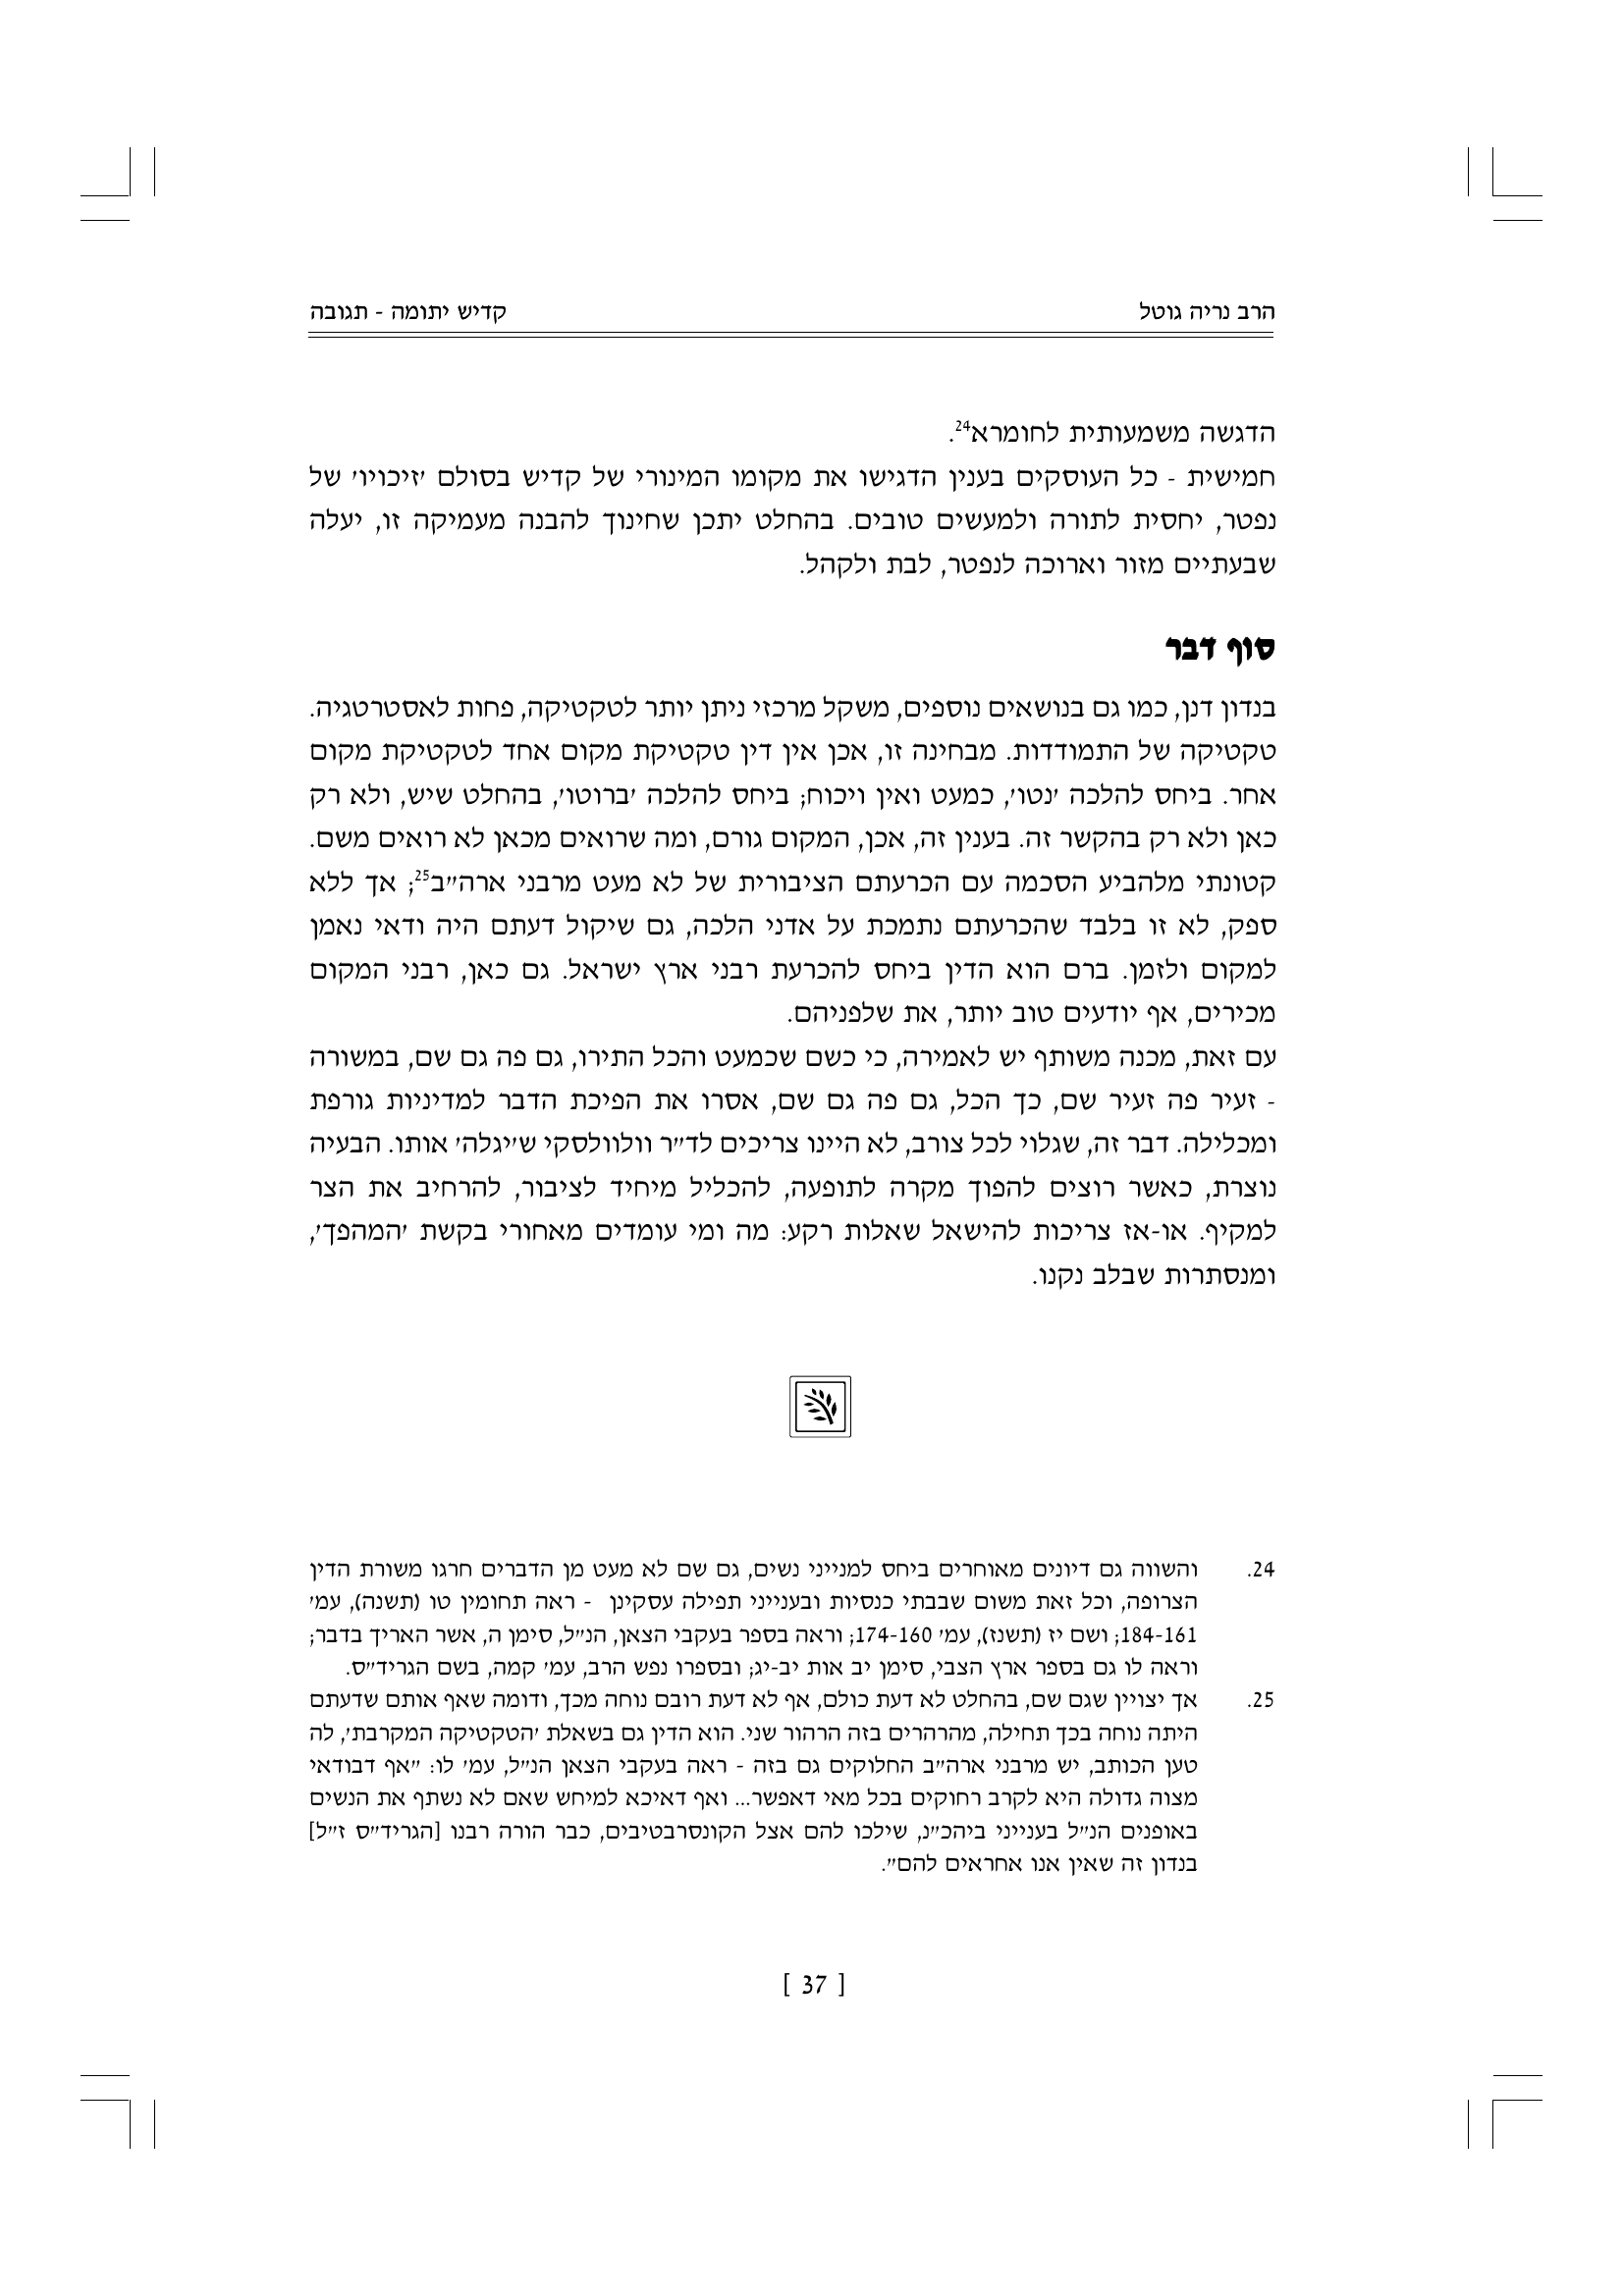 הרב נריה גוטל
קדיש יתומה - תגובה
הדגשה משמעותית לחומרא24.
חמישית - כל העוסקים בענין הדגישו את מקומו המינורי של קדיש בסולם 'זיכויו' של
נפטר, יחסית לתורה ולמעשים טובים. בהחלט יתכן שחינוך להבנה מעמיקה זו, יעלה
שבעתיים מזור וארוכה לנפטר, לבת ולקהל.
סוף דבר
בנדון דנן, כמו גם בנושאים נוספים, משקל מרכזי ניתן יותר לטקטיקה, פחות לאסטרטגיה.
טקטיקה של התמודדות. מבחינה זו, אכן אין דין טקטיקת מקום אחד לטקטיקת מקום
אחר. ביחס להלכה 'נטו', כמעט ואין ויכוח; ביחס להלכה 'ברוטו', בהחלט שיש, ולא רק
כאן ולא רק בהקשר זה. בענין זה, אכן, המקום גורם, ומה שרואים מכאן לא רואים משם.
קטונתי מלהביע הסכמה עם הכרעתם הציבורית של לא מעט מרבני ארה"ב25; אך ללא
ספק, לא זו בלבד שהכרעתם נתמכת על אדני הלכה, גם שיקול דעתם היה ודאי נאמן
למקום ולזמן. ברם הוא הדין ביחס להכרעת רבני ארץ ישראל. גם כאן, רבני המקום
מכירים, אף יודעים טוב יותר, את שלפניהם.
עם זאת, מכנה משותף יש לאמירה, כי כשם שכמעט והכל התירו, גם פה גם שם, במשורה
- זעיר פה זעיר שם, כך הכל, גם פה גם שם, אסרו את הפיכת הדבר למדיניות גורפת
ומכלילה. דבר זה, שגלוי לכל צורב, לא היינו צריכים לד"ר וולוולסקי ש'יגלה' אותו. הבעיה
נוצרת, כאשר רוצים להפוך מקרה לתופעה, להכליל מיחיד לציבור, להרחיב את הצר
למקיף. או-אז צריכות להישאל שאלות רקע: מה ומי עומדים מאחורי בקשת 'המהפך',
ומנסתרות שבלב נקנו.
24. והשווה גם דיונים מאוחרים ביחס למנייני נשים, גם שם לא מעט מן הדברים חרגו משורת הדין
הצרופה, וכל זאת משום שבבתי כנסיות ובענייני תפילה עסקינן - ראה תחומין טו (תשנה), עמ'
184-161; ושם יז (תשנז), עמ' 174-160; וראה בספר בעקבי הצאן, הנ"ל, סימן ה, אשר האריך בדבר;
וראה לו גם בספר ארץ הצבי, סימן יב אות יב-יג; ובספרו נפש הרב, עמ' קמה, בשם הגריד"ס.
25. אך יצויין שגם שם, בהחלט לא דעת כולם, אף לא דעת רובם נוחה מכך, ודומה שאף אותם שדעתם
היתה נוחה בכך תחילה, מהרהרים בזה הרהור שני. הוא הדין גם בשאלת 'הטקטיקה המקרבת', לה
טען הכותב, יש מרבני ארה"ב החלוקים גם בזה - ראה בעקבי הצאן הנ"ל, עמ' לו: "אף דבודאי
מצוה גדולה היא לקרב רחוקים בכל מאי דאפשר... ואף דאיכא למיחש שאם לא נשתף את הנשים
באופנים הנ"ל בענייני ביהכ"נ, שילכו להם אצל הקונסרבטיבים, כבר הורה רבנו [הגריד"ס ז"ל]
בנדון זה שאין אנו אחראים להם".
[ 37 ]